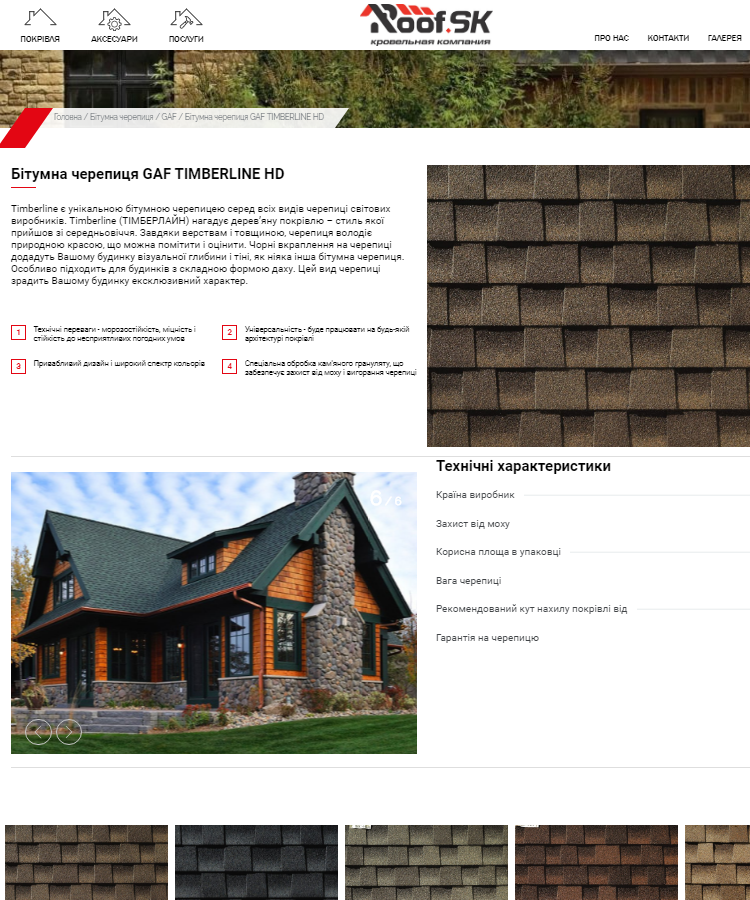 ПОКРІВЛЯ
АКСЕСУАРИ
ПОСЛУГИ
Roof.SK
кровельная компания
ПРО НАС
КОНТАКТИ
ГАЛЕРЕЯ
Головна / Бітумна черепиця / GAF / Бітумна черепиця GAF TIMBERLINE HD
Бітумна черепиця GAF TIMBERLINE HD
Timberline є унікальною бітумною черепицею серед всіх видів черепиці світових
виробників. Timberline (ТІМБЕРЛАЙН) нагадує дерев'яну покрівлю – стиль якої
прийшов зі середньовіччя. Завдяки верствам і товщиною, черепиця володіє
природною красою, що можна помітити і оцінити. Чорні вкраплення на черепиці
додадуть Вашому будинку візуальної глибини і тіні, як ніяка інша бітумна черепиця.
Особливо підходить для будинків з складною формою даху. Цей вид черепиці
зрадить Вашому будинку ексклюзивний характер.
1 Технічні переваги - морозостійкість, міцність і
стійкість до несприятливих погодних умов
2 Універсальність - буде працювати на будь-якій
архітектурі покрівлі
3 Привабливий дизайн і широкий спектр кольорів
4 Спеціальна обробка кам'яного грануляту, що
забезпечує захист від моху і вигорання черепиці
6 / 6
Технічні характеристики
Країна виробник
Захист від моху
Корисна площа в упаковці
Вага черепиці
Рекомендований кут нахилу покрівлі від
Гарантія на черепицю